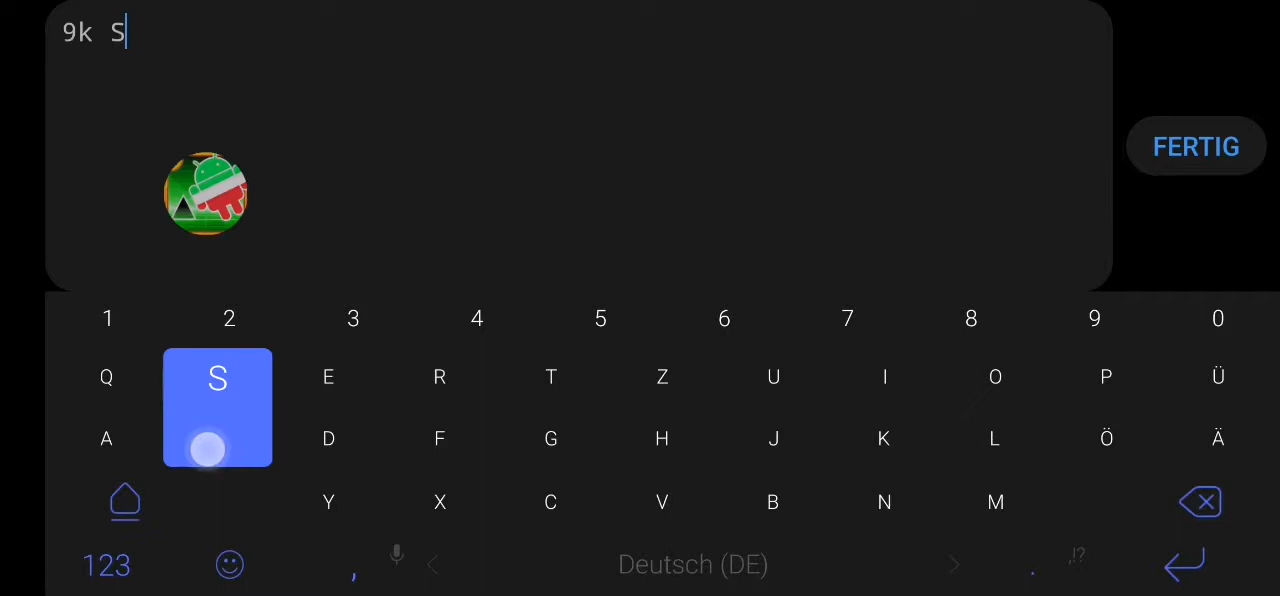 9k S
FERTIG
1 2 3 4 5 6 7 8 9 0
Q S E R T Z U I O P Ü
A D F G H J K L Ö Ä
Y X C V B N M
123 , < Deutsch (DE) > . ,!?